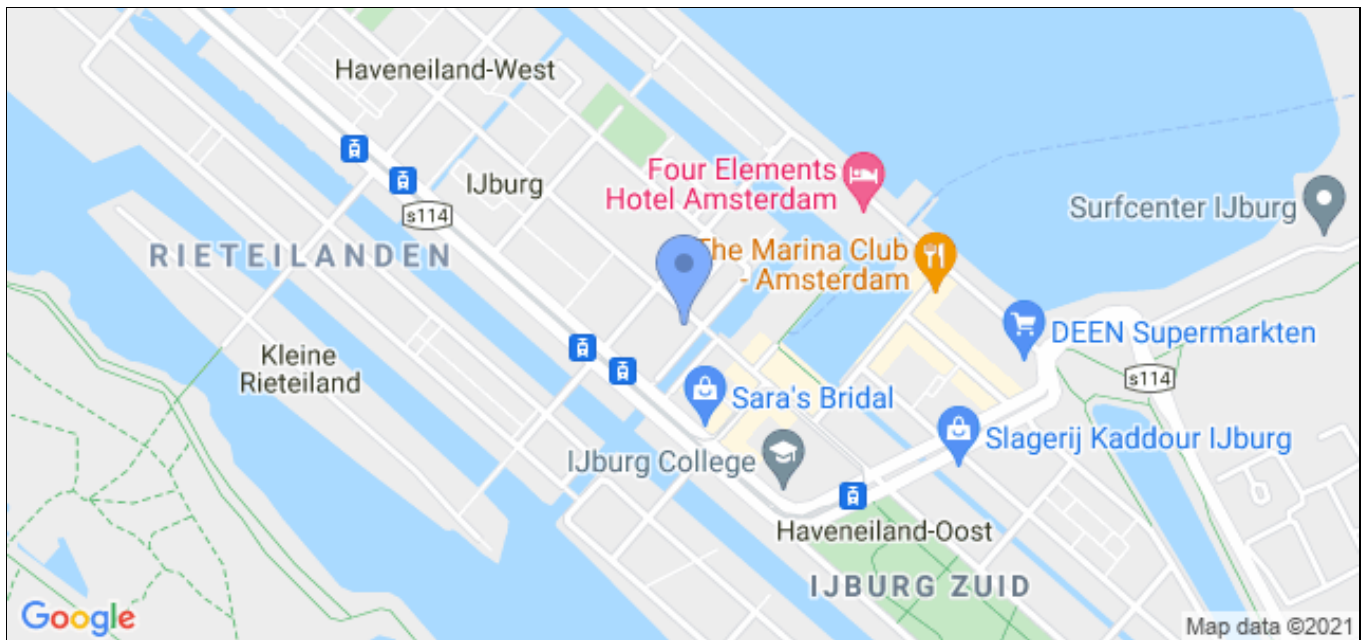 Haveneiland-West
IJburg
Four Elements
Hotel Amsterdam
s114
Surfcenter IJburg
RIETEILANDEN
The Marina Club
- Amsterdam
Kleine
Rieteiland
DEEN Supermarkten
s114
Sara's Bridal
Slagerij Kaddour IJburg
IJburg College
Haveneiland-Oost
IJBURG ZUID
Google
Map data ©2021